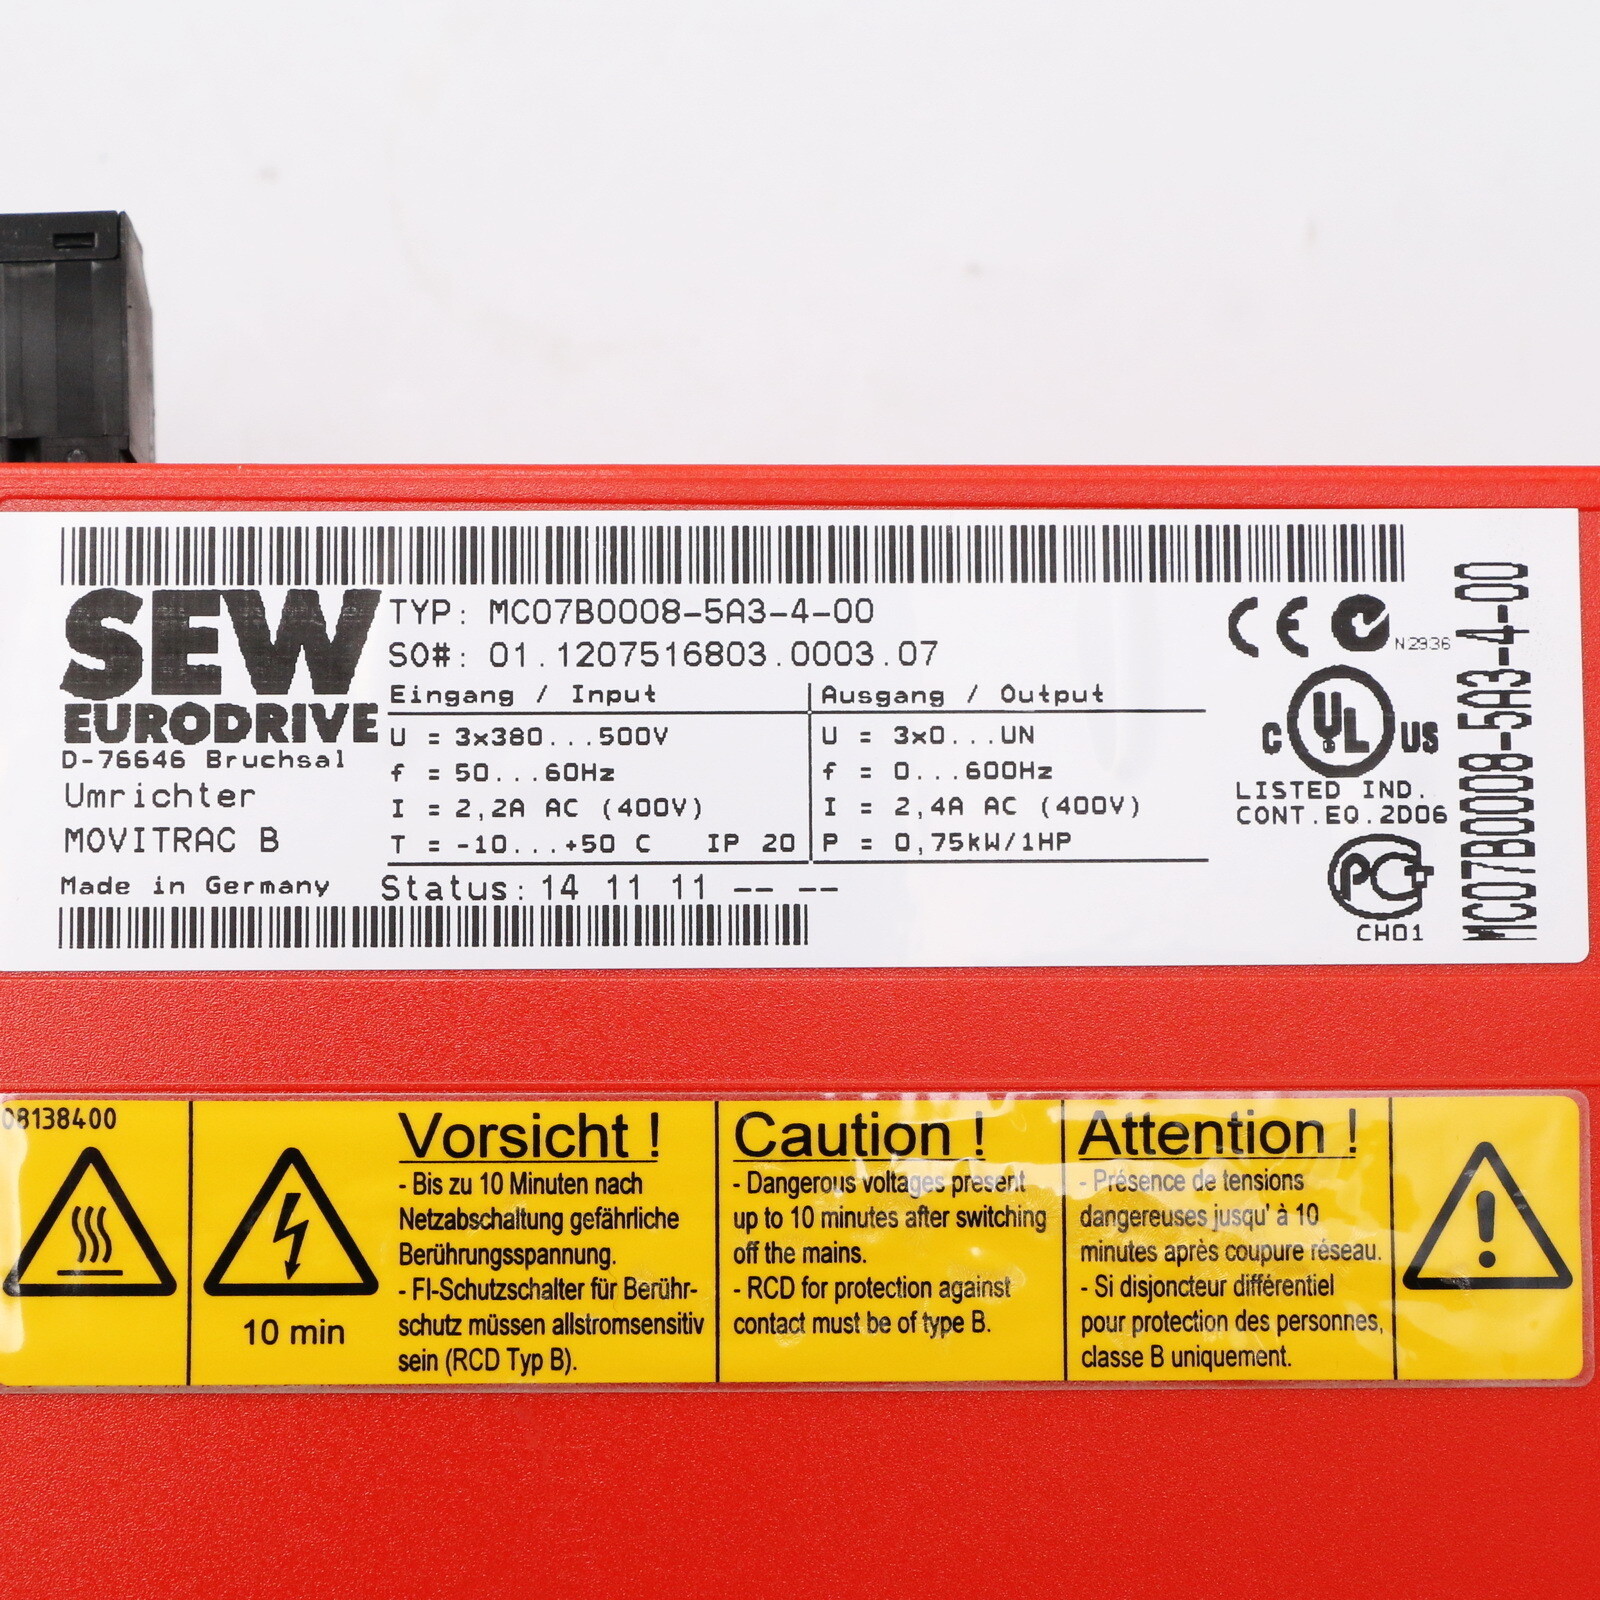 SEW
EURODRIVE
D-76646 Bruchsal
Umrichter
MOVITRAC B
Made in Germany
TYP: MC07B0008-5A3-4-00
SO#: 01.1207516803.0003.07
Eingang / Input
U = 3x380...500V
f = 50...60Hz
I = 2,2A AC (400V)
T = -10...+50 C IP 20
Ausgang / Output
U = 3x0...UN
f = 0...600Hz
I = 2,4A AC (400V)
P = 0,75kW/1HP
Status: 14 11 11 -- --
CE N2936
C UL US
LISTED IND.
CONT.EQ.2D06
PCT
CH01
MC07B0008-5A3-4-00
08138400
10 min
Vorsicht !
- Bis zu 10 Minuten nach
Netzabschaltung gefährliche
Berührungsspannung.
- FI-Schutzschalter für Berühr-
schutz müssen allstromsensitiv
sein (RCD Typ B).
Caution !
- Dangerous voltages present
up to 10 minutes after switching
off the mains.
- RCD for protection against
contact must be of type B.
Attention !
- Présence de tensions
dangereuses jusqu' à 10
minutes après coupure réseau.
- Si disjoncteur différentiel
pour protection des personnes,
classe B uniquement.